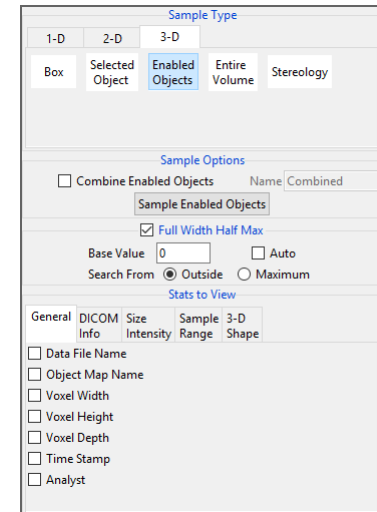 Sample Type
1-D 2-D 3-D
Box Selected Object Enabled Objects Entire Volume Stereology
Sample Options
Combine Enabled Objects Name Combined
Sample Enabled Objects
Full Width Half Max
Base Value 0 Auto
Search From Outside Maximum
Stats to View
General DICOM Info Size Intensity Sample Range 3-D Shape
Data File Name
Object Map Name
Voxel Width
Voxel Height
Voxel Depth
Time Stamp
Analyst